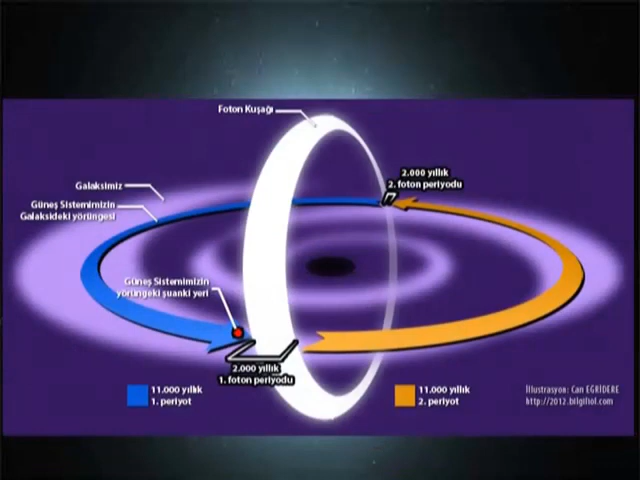 Foton Kuşağı
2.000 yıllık
2. foton periyodu
Galaksimiz
Güneş Sistemimizin
Galaksideki yörüngesi
Güneş Sistemimizin
yörüngeki şuanki yeri
2.000 yıllık
1. foton periyodu
11.000 yıllık
1. periyot
11.000 yıllık
2. periyot
İllustrasyon: Can EĞRİDERE
http://2012.bilgilol.com